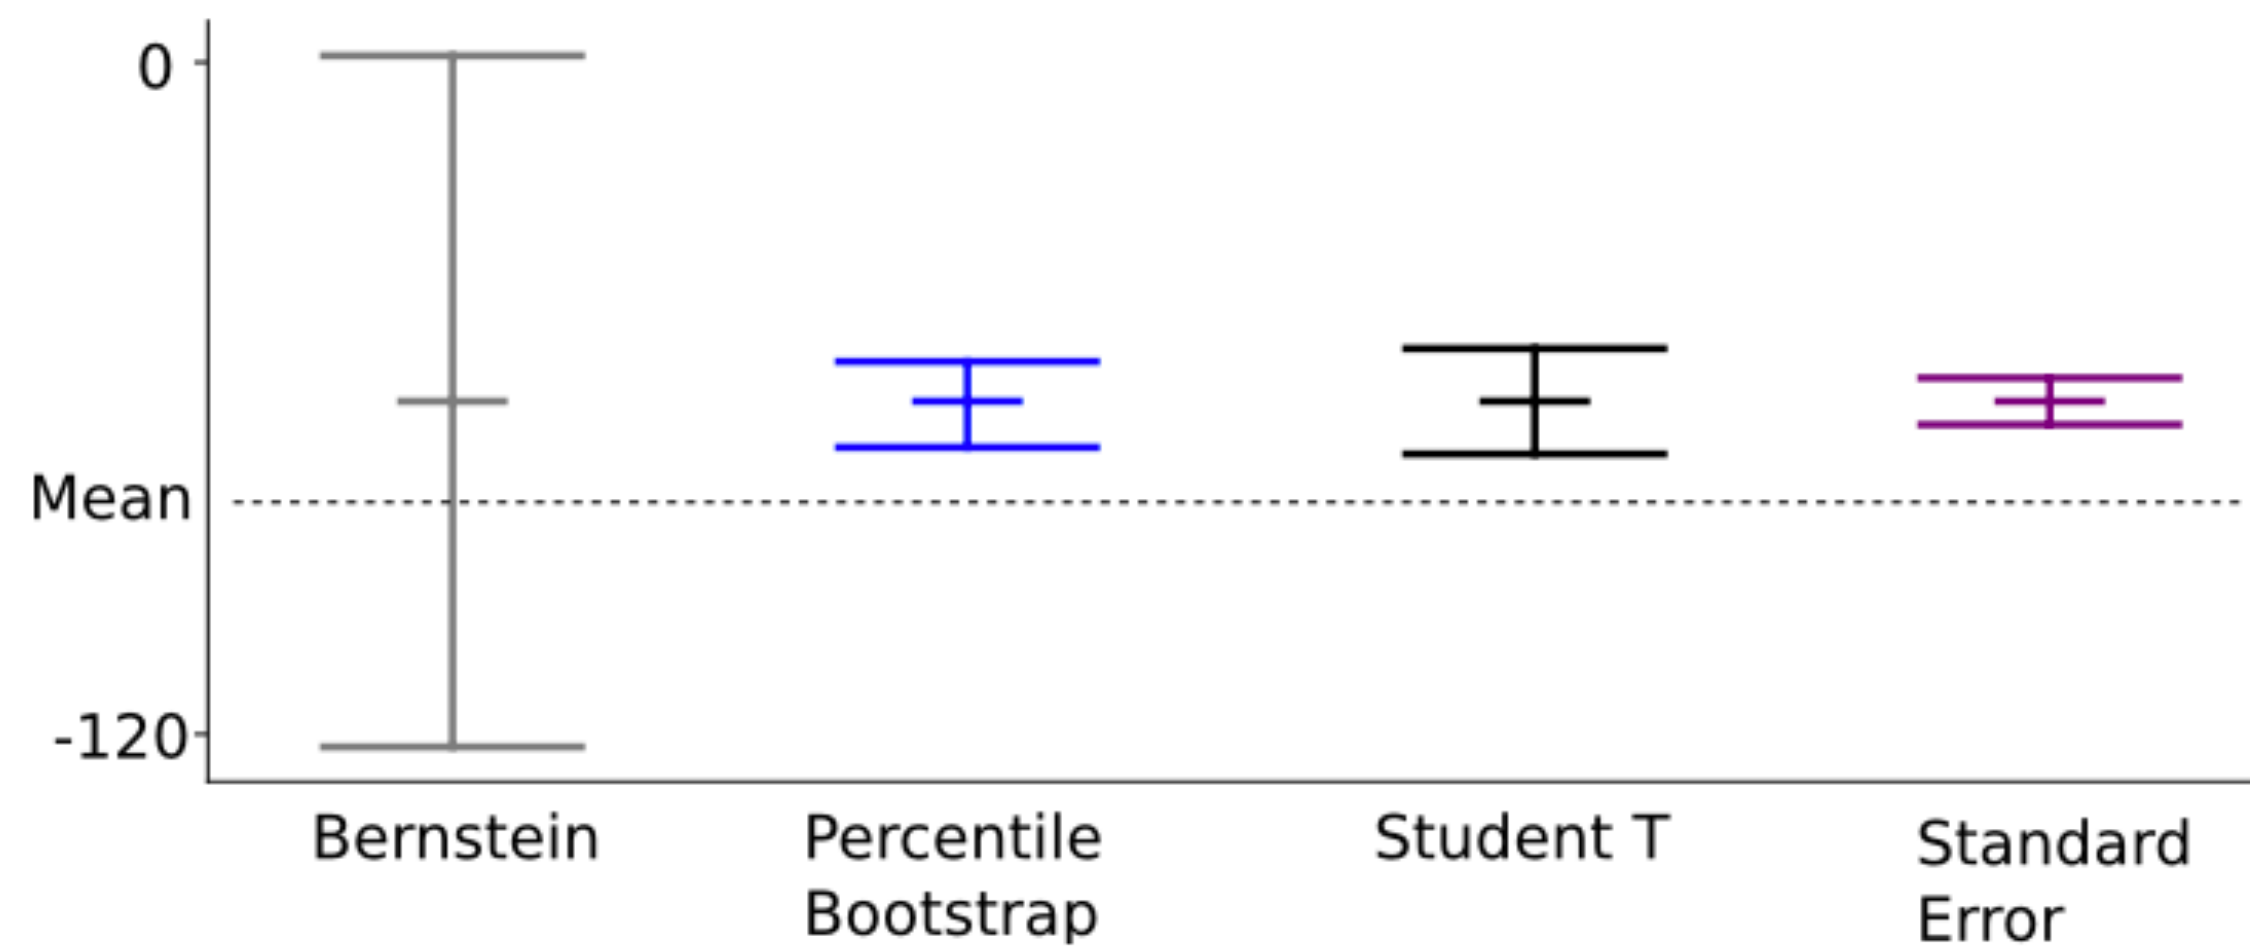 0
Mean
-120
Bernstein
Percentile
Bootstrap
Student T
Standard
Error